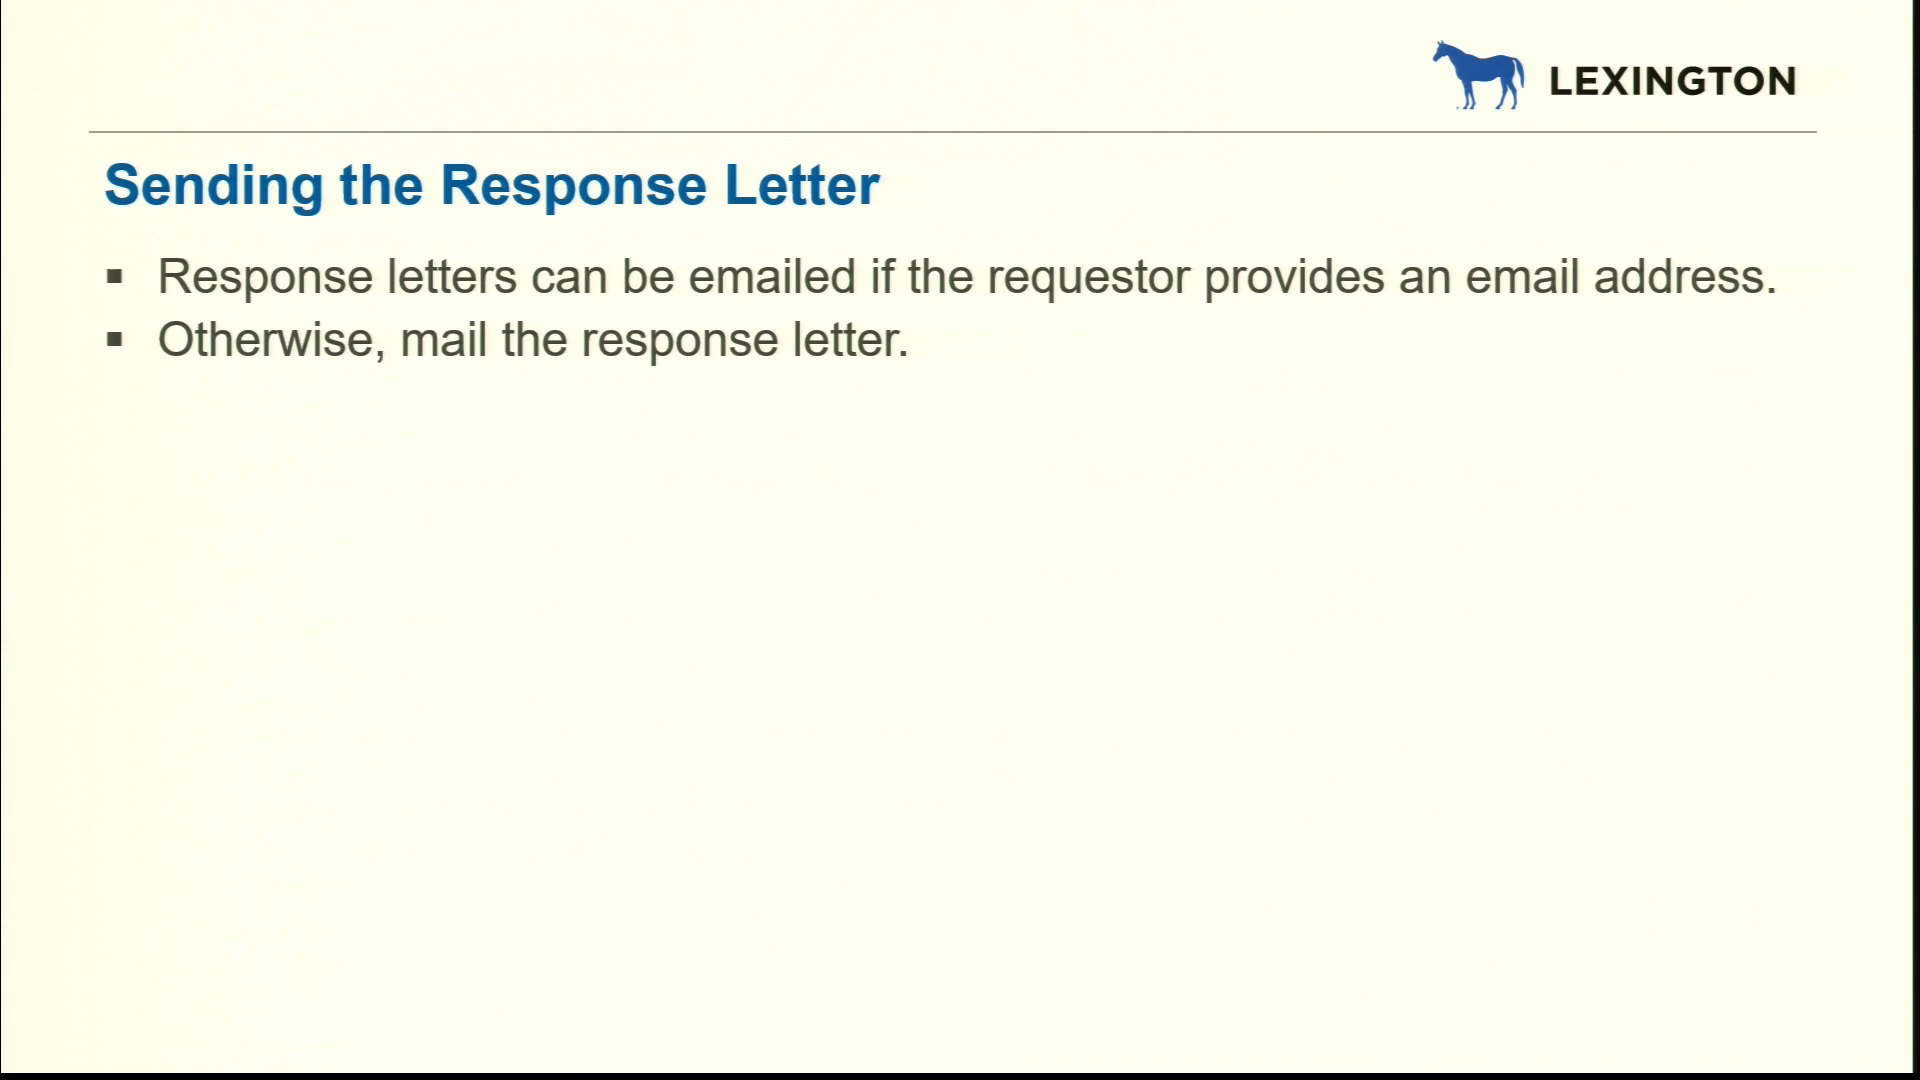 LEXINGTON
Sending the Response Letter
▪ Response letters can be emailed if the requestor provides an email address.
▪ Otherwise, mail the response letter.